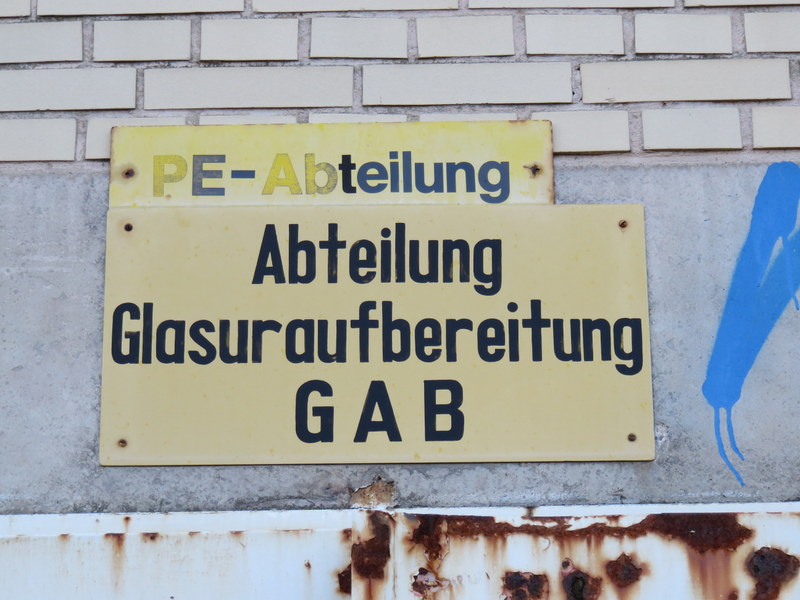 PE-Abteilung
Abteilung
Glasuraufbereitung
GAB